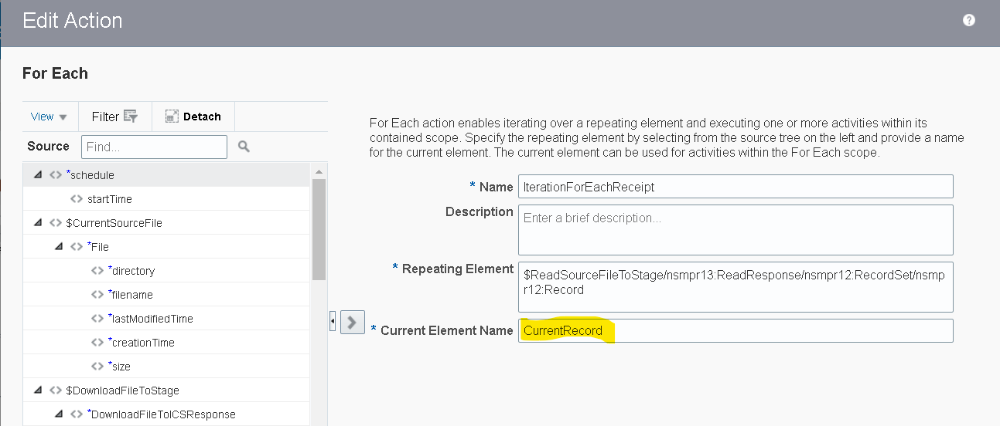 Edit Action
?
For Each
View
Filter
Detach
Source
Find...
*schedule
startTime
$CurrentSourceFile
*File
*directory
*filename
*lastModifiedTime
*creationTime
*size
$DownloadFileToStage
*DownloadFileToICSResponse
For Each action enables iterating over a repeating element and executing one or more activities within its
contained scope. Specify the repeating element by selecting from the source tree on the left and provide a name
for the current element. The current element can be used for activities within the For Each scope.
* Name IterationForEachReceipt
Description Enter a brief description...
* Repeating Element $ReadSourceFileToStage/nsmpr13:ReadResponse/nsmpr12:RecordSet/nsmp
r12:Record
* Current Element Name CurrentRecord